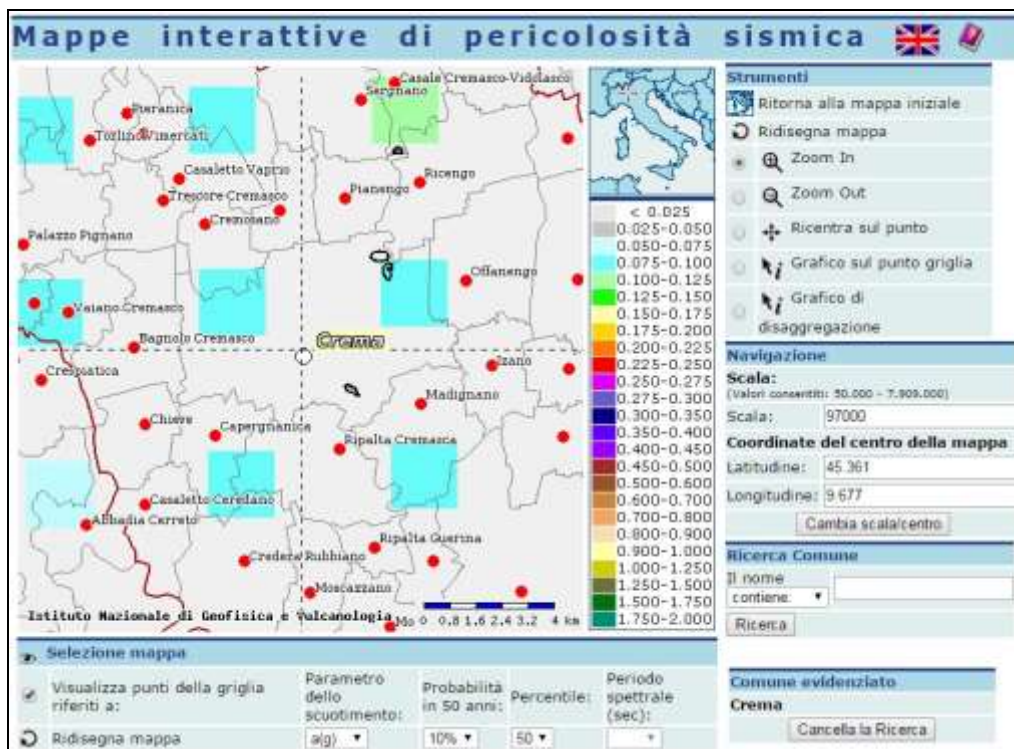 Mappe interattive di pericolosità sismica
Casale Cremasco-Vidolasco
Sergnano
Pieranica
Torlino Vimercati
Casaletto Vaprio
Ricengo
Trescore Cremasco
Pianengo
Cremosano
Palazzo Pignano
Offanengo
Vaiano Cremasco
Crema
Bagnolo Cremasco
Izano
Crespiatica
Madignano
Chieve
Capergnanica
Ripalta Cremasca
Casaletto Ceredano
Abbadia Cerreto
Ripalta Guerina
Credera Rubbiano
Moscazzano
Mo
Istituto Nazionale di Geofisica e Vulcanologia
0 0.8 1.6 2.4 3.2 4 km
< 0.025
0.025-0.050
0.050-0.075
0.075-0.100
0.100-0.125
0.125-0.150
0.150-0.175
0.175-0.200
0.200-0.225
0.225-0.250
0.250-0.275
0.275-0.300
0.300-0.350
0.350-0.400
0.400-0.450
0.450-0.500
0.500-0.600
0.600-0.700
0.700-0.800
0.800-0.900
0.900-1.000
1.000-1.250
1.250-1.500
1.500-1.750
1.750-2.000
Strumenti
Ritorna alla mappa iniziale
Ridisegna mappa
Zoom In
Zoom Out
Ricentra sul punto
Grafico sul punto griglia
Grafico di
disaggregazione
Navigazione
Scala:
(Valori consentiti: 50.000 - 7.909.000)
Scala: 97000
Coordinate del centro della mappa
Latitudine: 45.361
Longitudine: 9.677
Cambia scala/centro
Ricerca Comune
Il nome
contiene:
Ricerca
Selezione mappa
Visualizza punti della griglia
riferiti a:
Parametro
dello
scuotimento:
Probabilità
in 50 anni:
Percentile:
Periodo
spettrale
(sec):
Ridisegna mappa
a(g)
10%
50
Comune evidenziato
Crema
Cancella la Ricerca